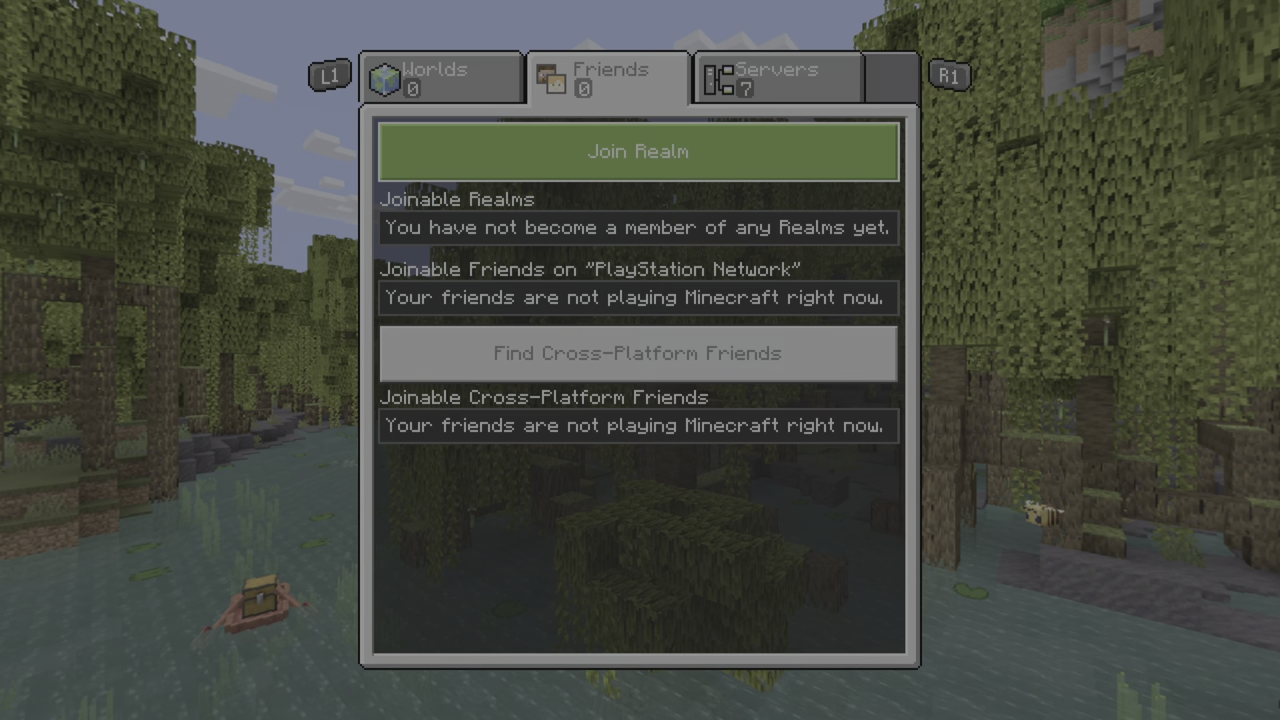 L1
Worlds
0
Friends
0
Servers
7
R1
Join Realm
Joinable Realms
You have not become a member of any Realms yet.
Joinable Friends on "PlayStation Network"
Your friends are not playing Minecraft right now.
Find Cross-Platform Friends
Joinable Cross-Platform Friends
Your friends are not playing Minecraft right now.